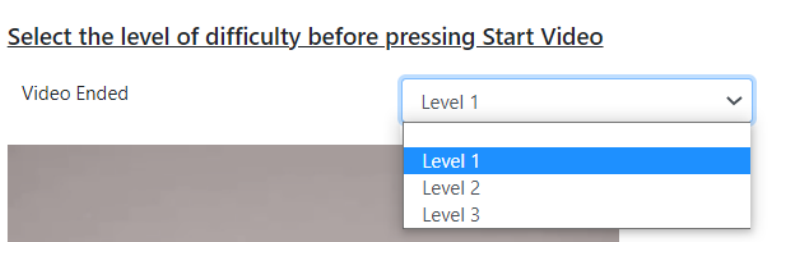 Select the level of difficulty before pressing Start Video
Video Ended
Level 1
Level 1
Level 2
Level 3